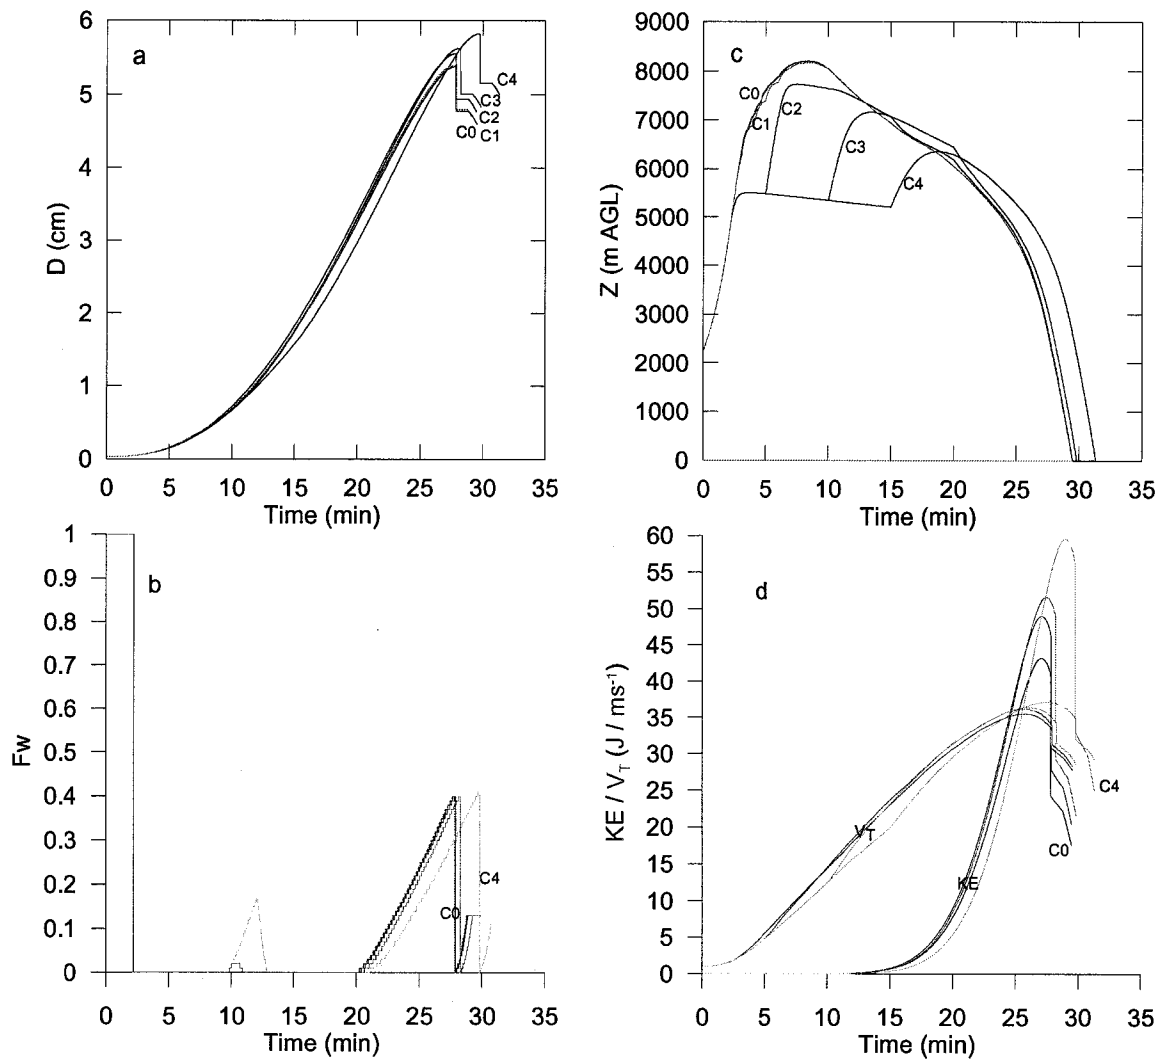 a
D (cm)
6
5
4
3
2
1
0
C4
C3
C2
C0
C1
0 5 10 15 20 25 30 35
Time (min)
c
Z (m AGL)
9000
8000
7000
6000
5000
4000
3000
2000
1000
0
C0
C1
C2
C3
C4
0 5 10 15 20 25 30 35
Time (min)
b
Fw
1
0.9
0.8
0.7
0.6
0.5
0.4
0.3
0.2
0.1
0
C4
C0
0 5 10 15 20 25 30 35
Time (min)
d
KE / VT (J / ms-1)
60
55
50
45
40
35
30
25
20
15
10
5
0
VT
KE
C4
C0
0 5 10 15 20 25 30 35
Time (min)